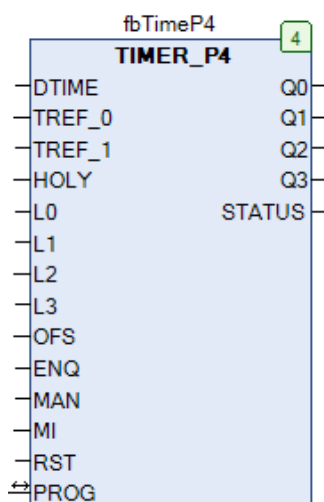 fbTimeP4
4
TIMER_P4
DTIME Q0
TREF_0 Q1
TREF_1 Q2
HOLY Q3
L0 STATUS
L1
L2
L3
OFS
ENQ
MAN
MI
RST
PROG